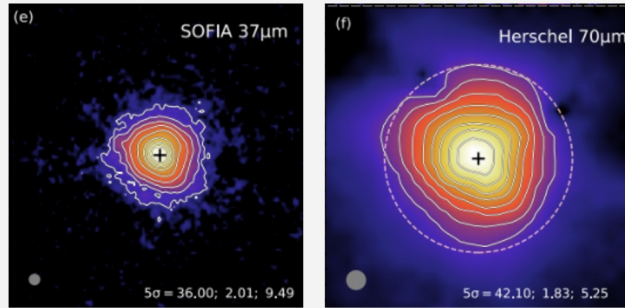 (e)
SOFIA 37μm
5σ = 36.00; 2.01; 9.49
(f)
Herschel 70μm
5σ = 42.10; 1.83; 5.25